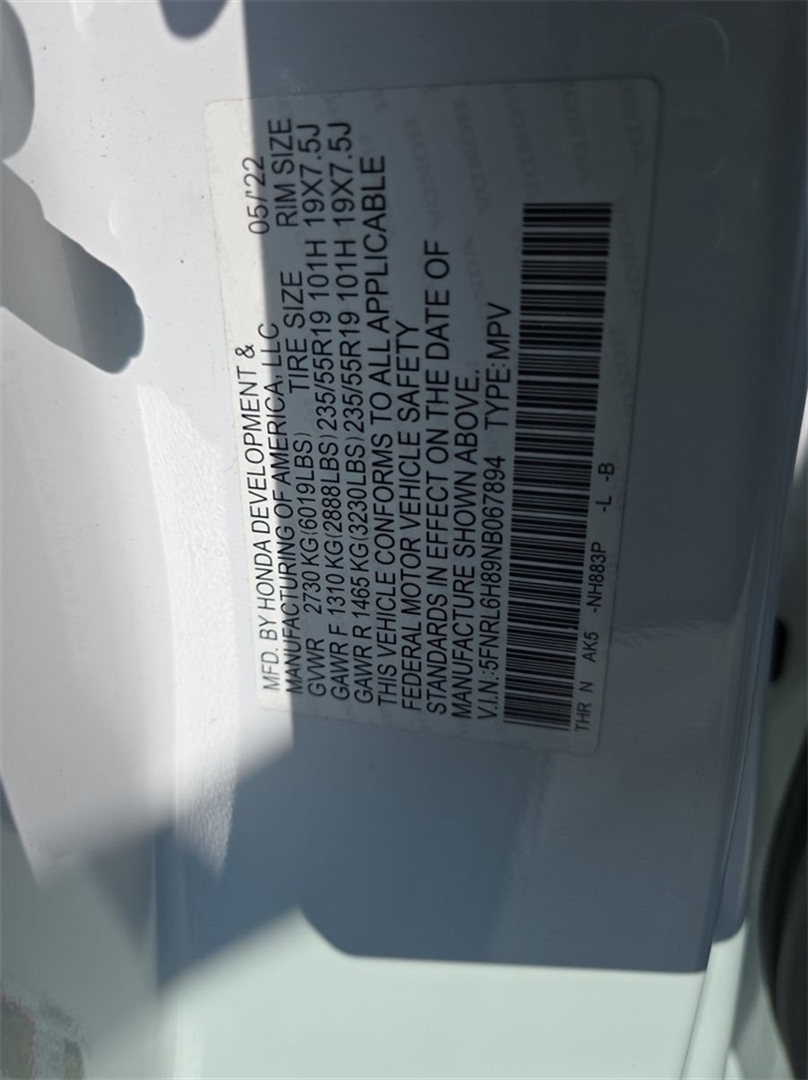 MFD. BY HONDA DEVELOPMENT & 05/'22
MANUFACTURING OF AMERICA, LLC
TIRE SIZE RIM SIZE
GVWR 2730 KG(6019LBS)
GAWR F 1310 KG(2888LBS)235/55R19 101H 19X7.5J
GAWR R 1465 KG(3230LBS)235/55R19 101H 19X7.5J
THIS VEHICLE CONFORMS TO ALL APPLICABLE
FEDERAL MOTOR VEHICLE SAFETY
STANDARDS IN EFFECT ON THE DATE OF
MANUFACTURE SHOWN ABOVE.
V.I.N.:5FNRL6H89NB067894 TYPE:MPV
THR N AK5 -NH883P -L -B
HONDA